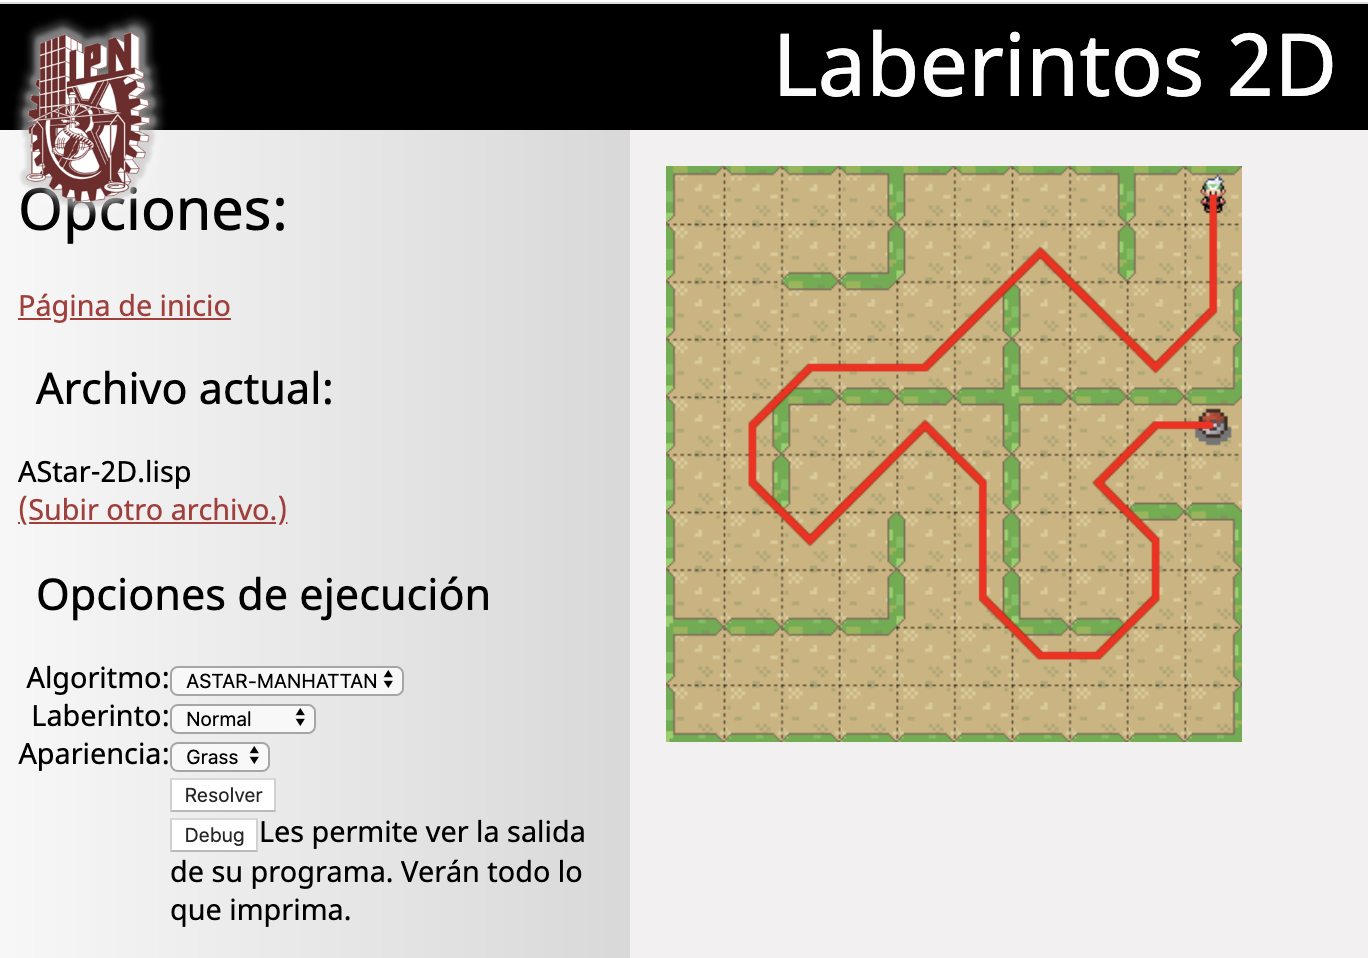 IPN
Laberintos 2D
Opciones:
Página de inicio
Archivo actual:
AStar-2D.lisp
(Subir otro archivo.)
Opciones de ejecución
Algoritmo: ASTAR-MANHATTAN
Laberinto: Normal
Apariencia: Grass
Resolver
Debug Les permite ver la salida
de su programa. Verán todo lo
que imprima.